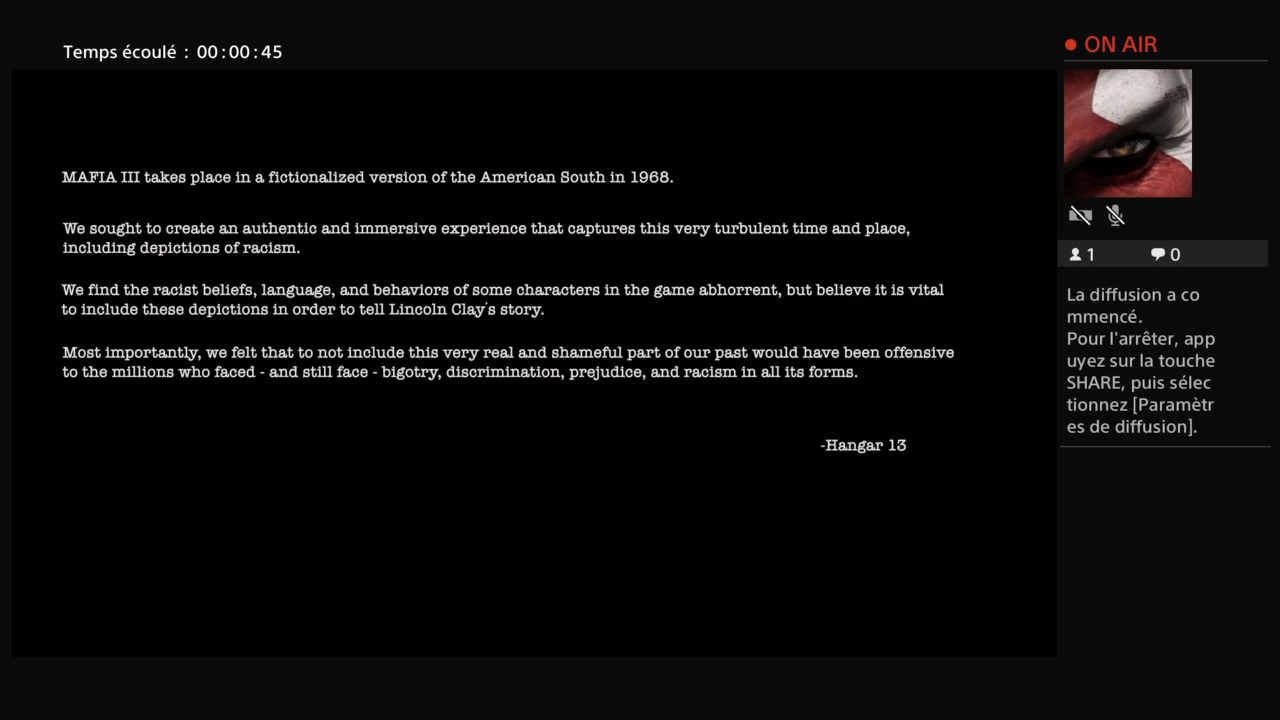 Temps écoulé : 00:00:45
ON AIR
MAFIA III takes place in a fictionalized version of the American South in 1968.
We sought to create an authentic and immersive experience that captures this very turbulent time and place,
including depictions of racism.
We find the racist beliefs, language, and behaviors of some characters in the game abhorrent, but believe it is vital
to include these depictions in order to tell Lincoln Clay's story.
Most importantly, we felt that to not include this very real and shameful part of our past would have been offensive
to the millions who faced - and still face - bigotry, discrimination, prejudice, and racism in all its forms.
-Hangar 13
1 0
La diffusion a co
mmencé.
Pour l'arrêter, app
uyez sur la touche
SHARE, puis sélec
tionnez [Paramètr
es de diffusion].